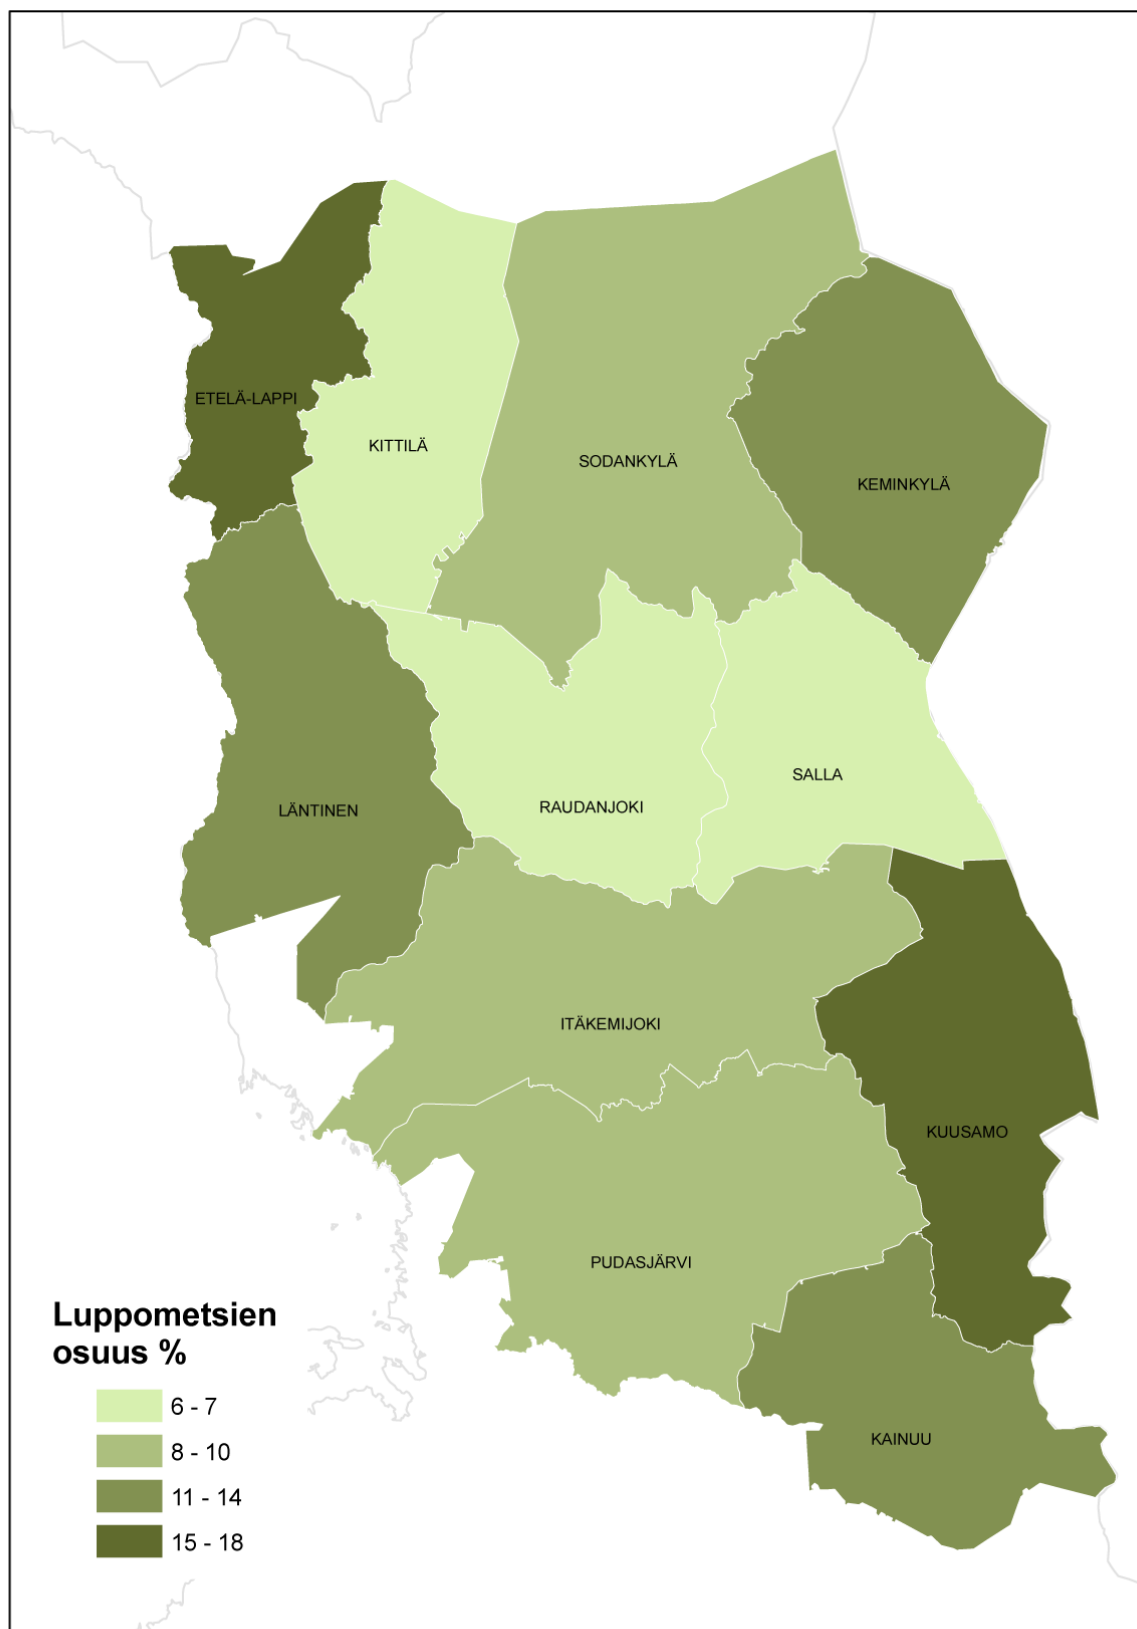 ETELÄ-LAPPI
KITTILÄ
SODANKYLÄ
KEMINKYLÄ
SALLA
RAUDANJOKI
LÄNTINEN
ITÄKEMIJOKI
KUUSAMO
PUDASJÄRVI
KAINUU
Luppometsien
osuus %
6 - 7
8 - 10
11 - 14
15 - 18